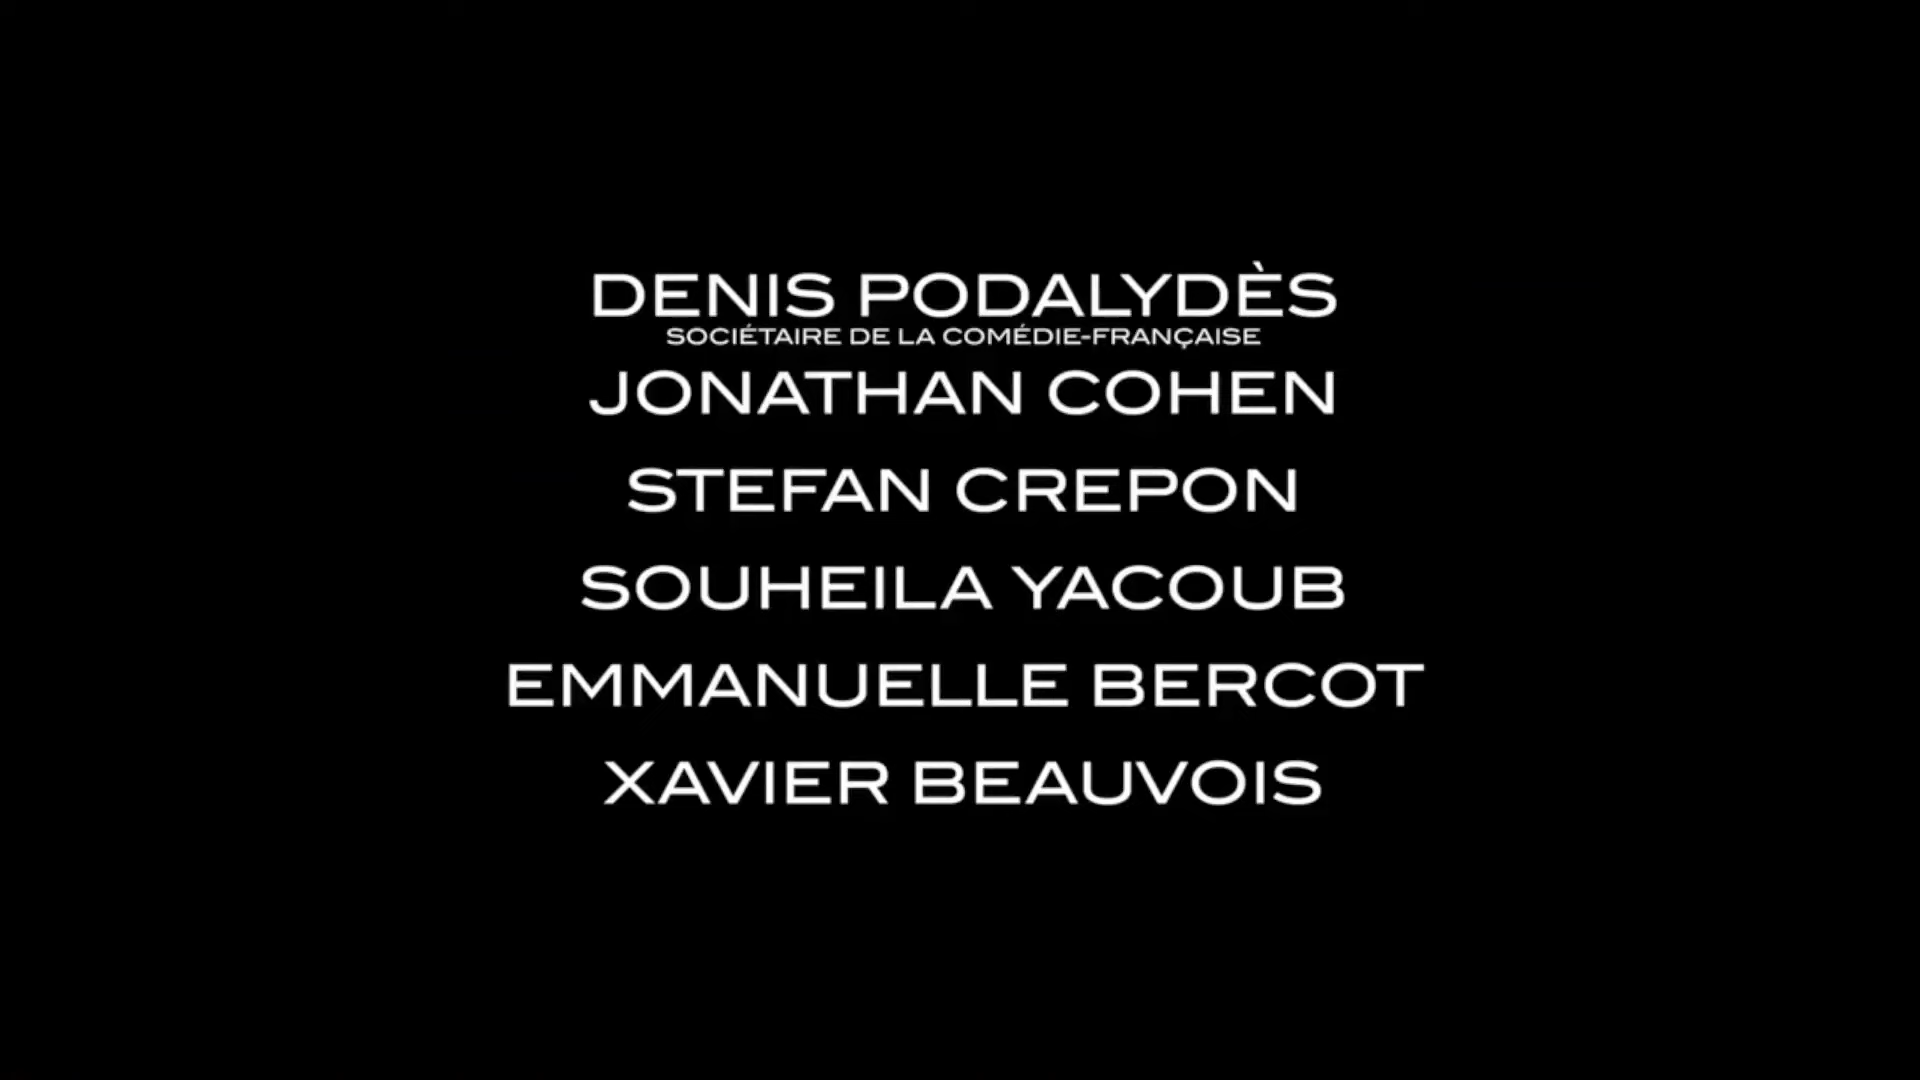 DENIS PODALYDÈS
SOCIÉTAIRE DE LA COMÉDIE-FRANÇAISE
JONATHAN COHEN
STEFAN CREPON
SOUHEILA YACOUB
EMMANUELLE BERCOT
XAVIER BEAUVOIS